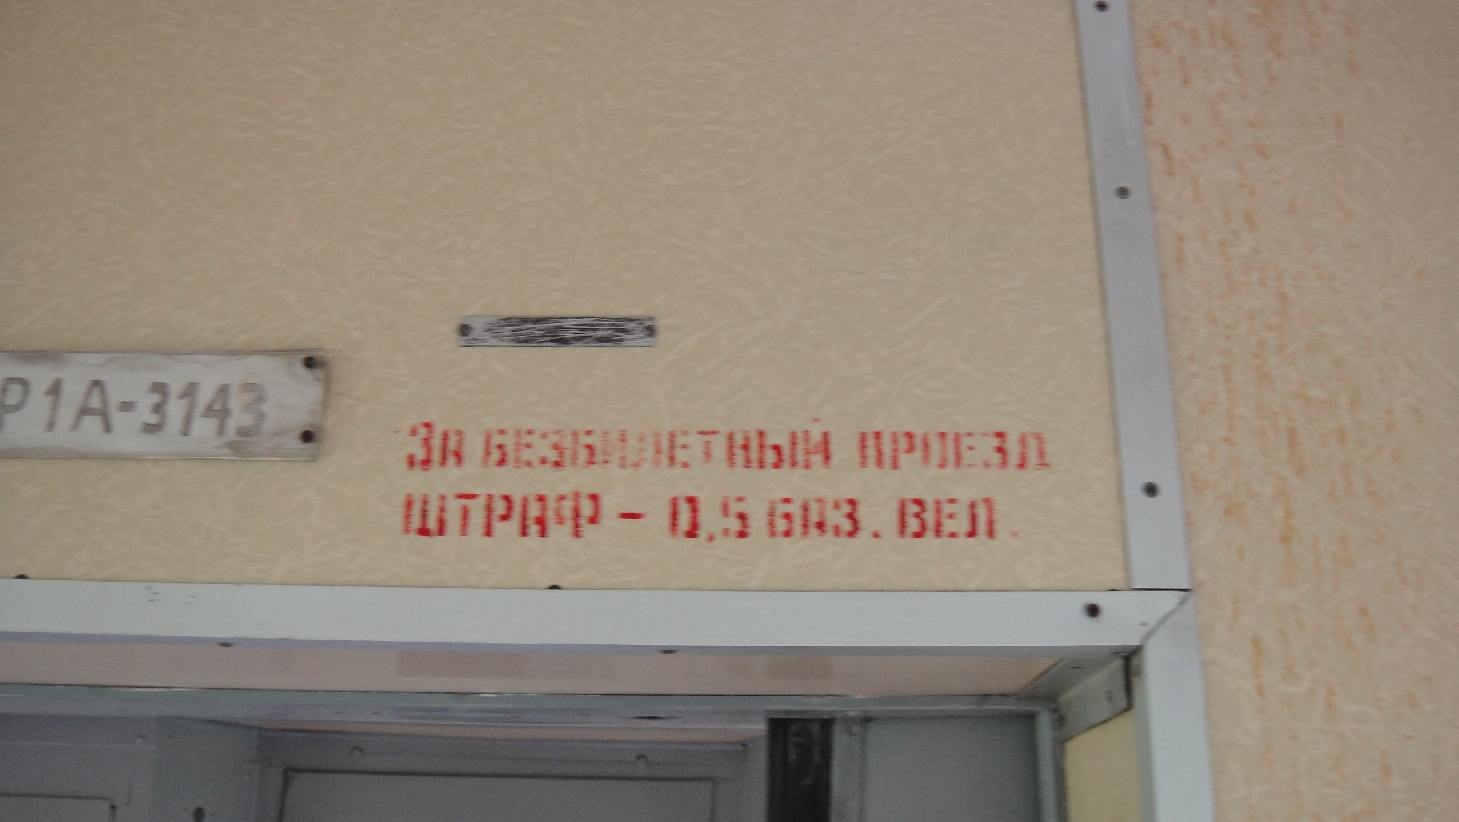 Р1А-3143
ЗА БЕЗБИЛЕТНЫЙ ПРОЕЗД
ШТРАФ - 0,5 БАЗ. ВЕЛ.